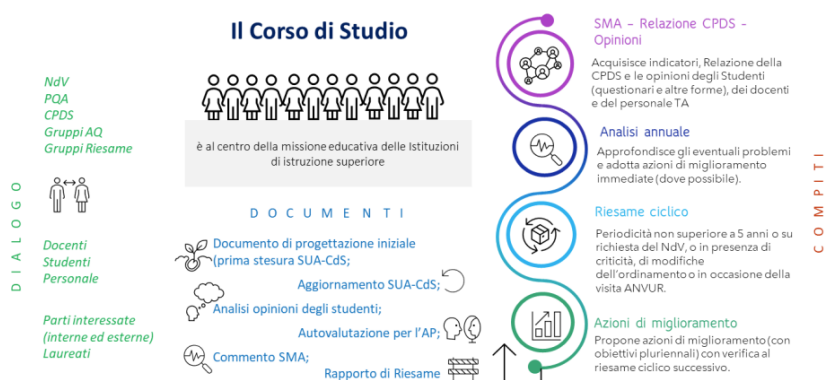 Il Corso di Studio
NdV
PQA
CPDS
Gruppi AQ
Gruppi Riesame
DIALOGO
Docenti
Studenti
Personale
Parti interessate
(interne ed esterne)
Laureati
è al centro della missione educativa delle Istituzioni
di istruzione superiore
DOCUMENTI
Documento di progettazione iniziale
(prima stesura SUA-CdS;
Aggiornamento SUA-CdS;
Analisi opinioni degli studenti;
Autovalutazione per l'AP;
Commento SMA;
Rapporto di Riesame
SMA – Relazione CPDS -
Opinioni
Acquisisce indicatori, Relazione della
CPDS e le opinioni degli Studenti
(questionari e altre forme), dei docenti
e del personale TA
Analisi annuale
Approfondisce gli eventuali problemi
e adotta azioni di miglioramento
immediate (dove possibile).
Riesame ciclico
Periodicità non superiore a 5 anni o su
richiesta del NdV, o in presenza di
criticità, di modifiche
dell'ordinamento o in occasione della
visita ANVUR.
Azioni di miglioramento
Propone azioni di miglioramento (con
obiettivi pluriennali) con verifica al
riesame ciclico successivo.
COMPITI